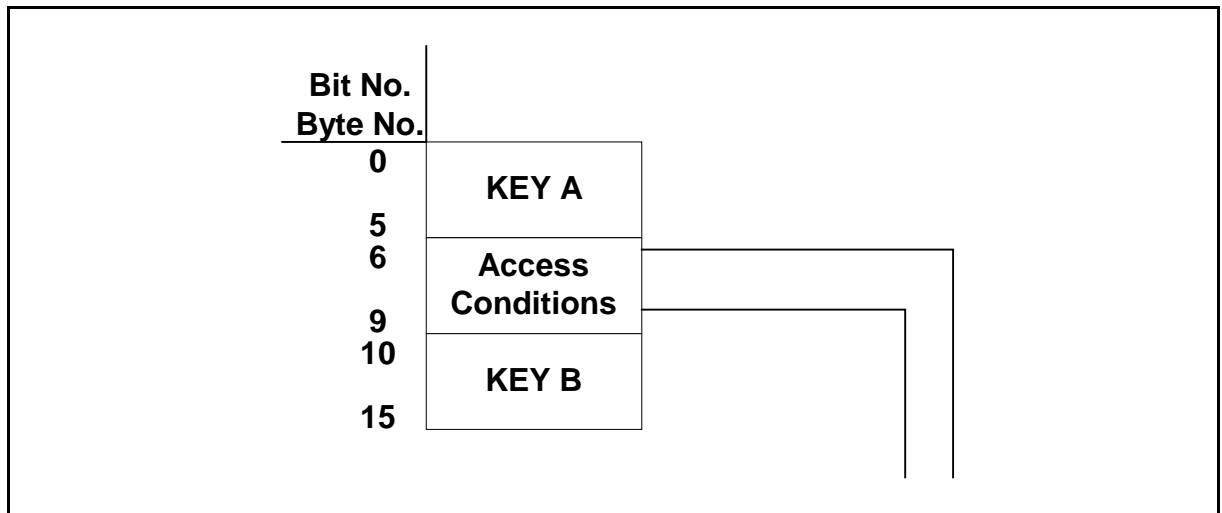 Bit No.
Byte No.
0
KEY A
5
6
Access
Conditions
9
10
KEY B
15